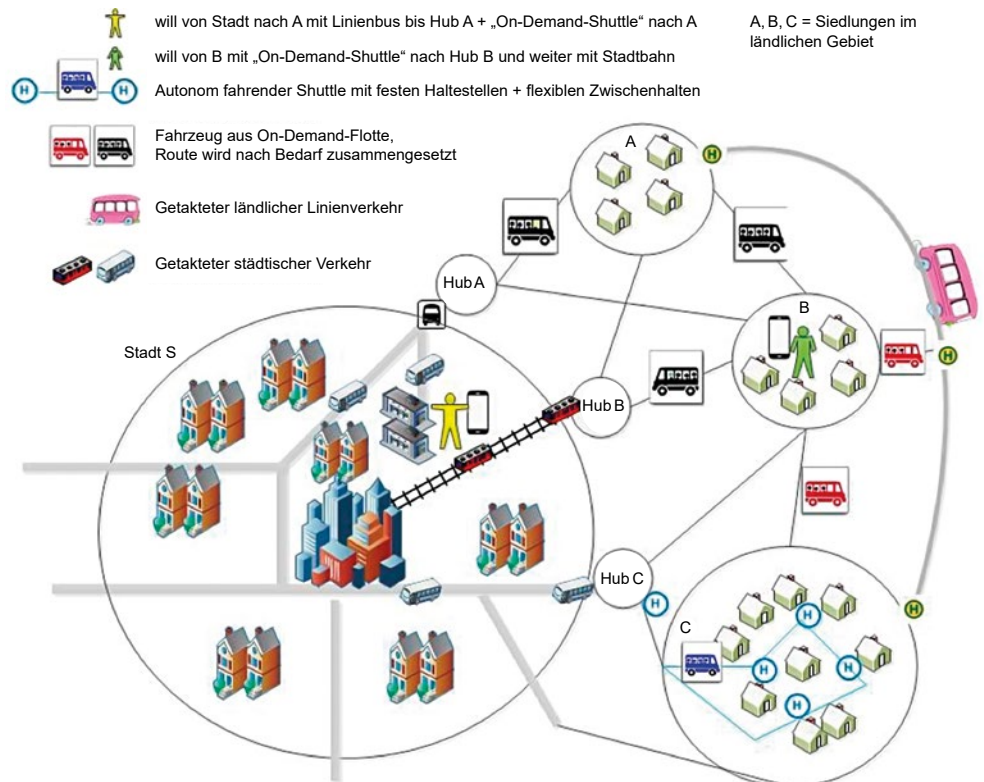 will von Stadt nach A mit Linienbus bis Hub A + „On-Demand-Shuttle“ nach A
will von B mit „On-Demand-Shuttle“ nach Hub B und weiter mit Stadtbahn
H
H
Autonom fahrender Shuttle mit festen Haltestellen + flexiblen Zwischenhalten
Fahrzeug aus On-Demand-Flotte,
Route wird nach Bedarf zusammengesetzt
Getakteter ländlicher Linienverkehr
Getakteter städtischer Verkehr
A, B, C = Siedlungen im
ländlichen Gebiet
A
H
Hub A
B
H
Stadt S
Hub B
Hub C
H
H
C
H
H
H
H